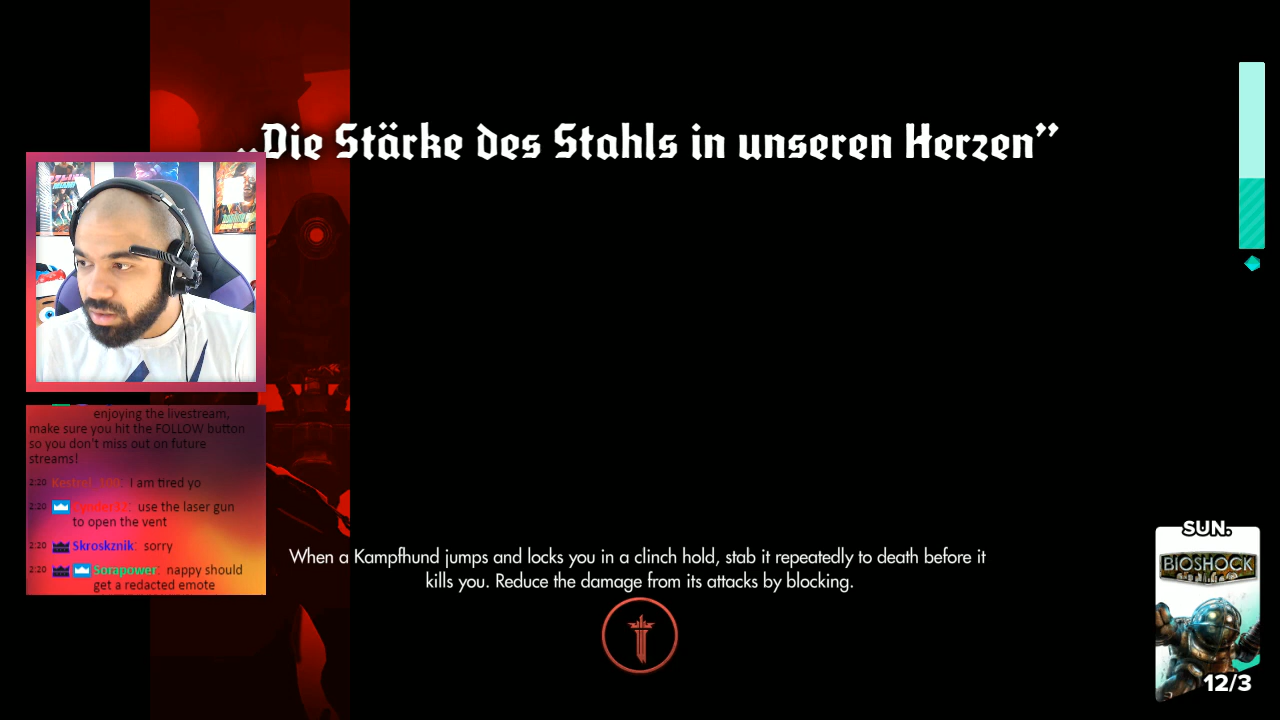 „Die Stärke des Stahls in unseren Herzen”
enjoying the livestream,
make sure you hit the FOLLOW button
so you don't miss out on future
streams!
2:20 Kestrel_100: I am tired yo
2:20 use the laser gun
to open the vent
2:20 Skroskznik: sorry
2:20 Sorapower: nappy should
get a redacted emote
When a Kampfhund jumps and locks you in a clinch hold, stab it repeatedly to death before it
kills you. Reduce the damage from its attacks by blocking.
SUN.
BIOSHOCK
12/3